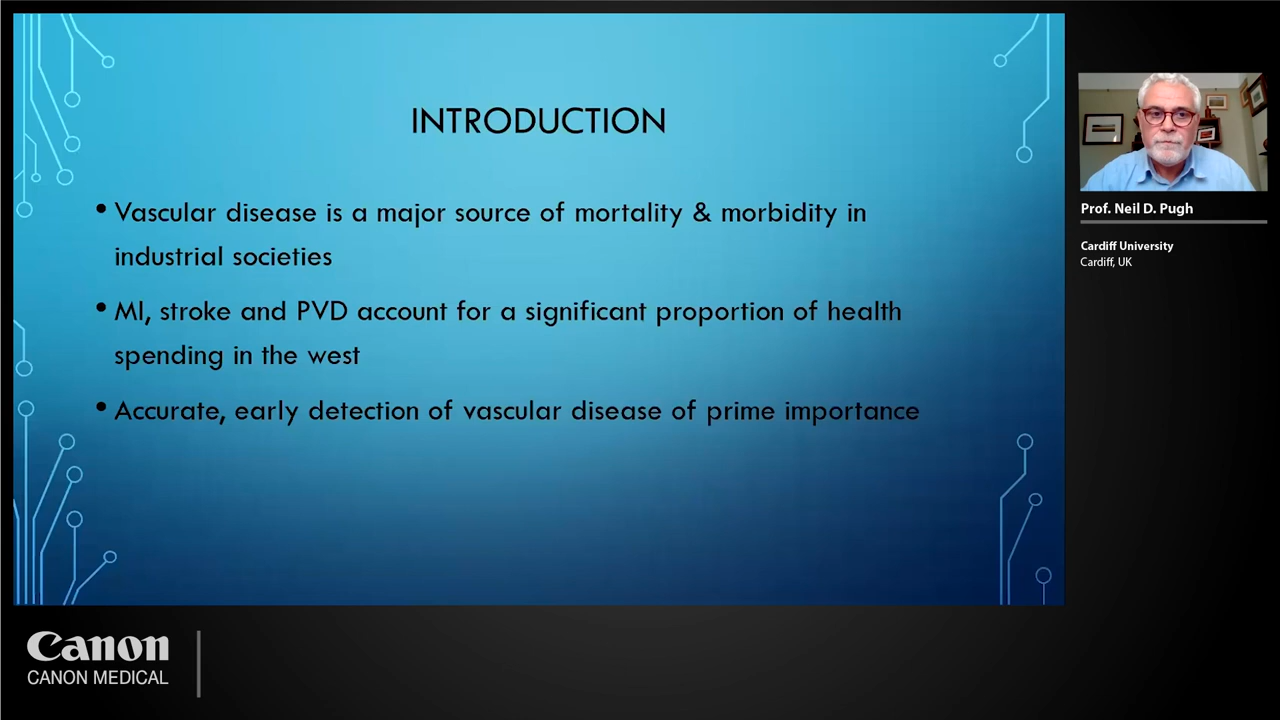 INTRODUCTION
• Vascular disease is a major source of mortality & morbidity in
industrial societies
• MI, stroke and PVD account for a significant proportion of health
spending in the west
• Accurate, early detection of vascular disease of prime importance
Prof. Neil D. Pugh
Cardiff University
Cardiff, UK
Canon
CANON MEDICAL